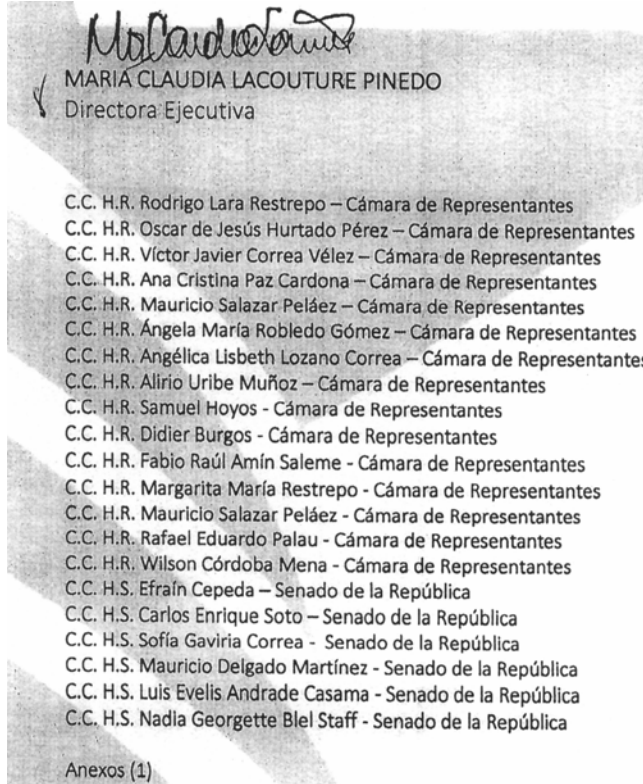 MARIA CLAUDIA LACOUTURE PINEDO
Directora Ejecutiva
C.C. H.R. Rodrigo Lara Restrepo – Cámara de Representantes
C.C. H.R. Oscar de Jesús Hurtado Pérez – Cámara de Representantes
C.C. H.R. Víctor Javier Correa Vélez – Cámara de Representantes
C.C. H.R. Ana Cristina Paz Cardona – Cámara de Representantes
C.C. H.R. Mauricio Salazar Peláez – Cámara de Representantes
C.C. H.R. Ángela María Robledo Gómez – Cámara de Representantes
C.C. H.R. Angélica Lisbeth Lozano Correa – Cámara de Representantes
C.C. H.R. Alirio Uribe Muñoz – Cámara de Representantes
C.C. H.R. Samuel Hoyos - Cámara de Representantes
C.C. H.R. Didier Burgos - Cámara de Representantes
C.C. H.R. Fabio Raúl Amín Saleme - Cámara de Representantes
C.C. H.R. Margarita María Restrepo - Cámara de Representantes
C.C. H.R. Mauricio Salazar Peláez - Cámara de Representantes
C.C. H.R. Rafael Eduardo Palau - Cámara de Representantes
C.C. H.R. Wilson Córdoba Mena - Cámara de Representantes
C.C. H.S. Efraín Cepeda – Senado de la República
C.C. H.S. Carlos Enrique Soto – Senado de la República
C.C. H.S. Sofía Gaviria Correa - Senado de la República
C.C. H.S. Mauricio Delgado Martínez - Senado de la República
C.C. H.S. Luis Evelis Andrade Casama - Senado de la República
C.C. H.S. Nadia Georgette Blel Staff - Senado de la República
Anexos (1)